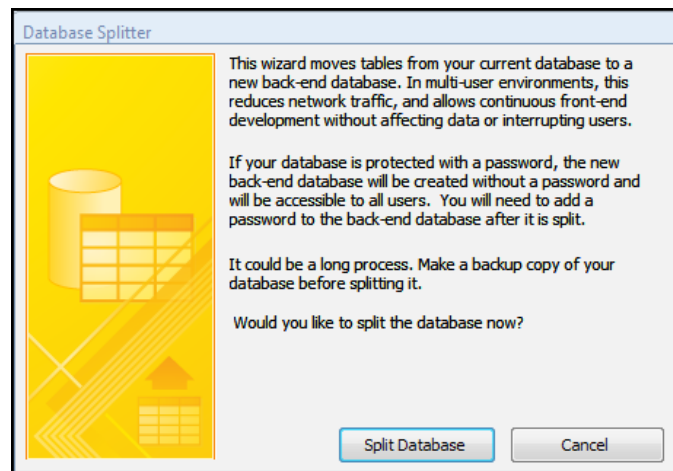 Database Splitter
This wizard moves tables from your current database to a
new back-end database. In multi-user environments, this
reduces network traffic, and allows continuous front-end
development without affecting data or interrupting users.
If your database is protected with a password, the new
back-end database will be created without a password and
will be accessible to all users.  You will need to add a
password to the back-end database after it is split.
It could be a long process. Make a backup copy of your
database before splitting it.
Would you like to split the database now?
Split Database
Cancel